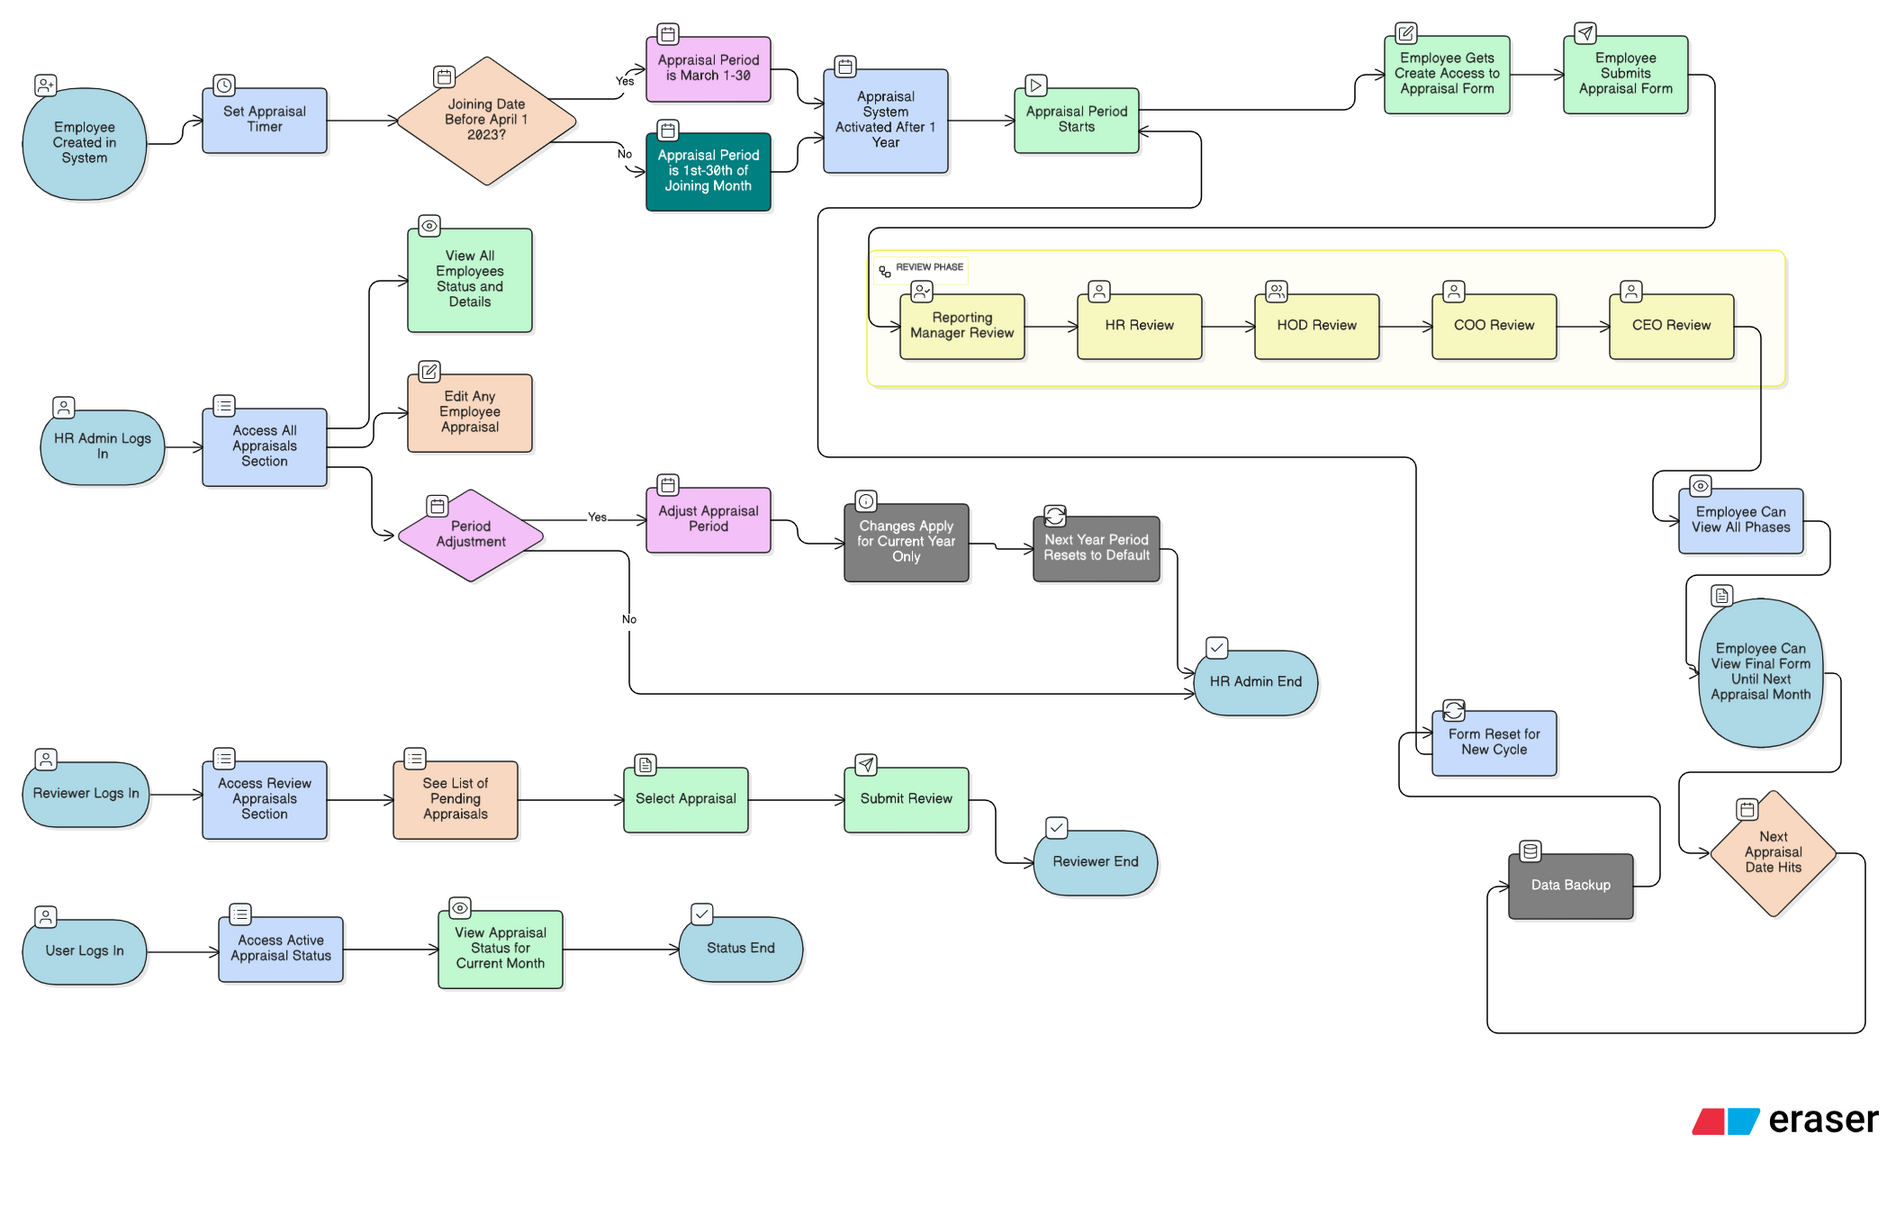 Employee
Created in
System
Set Appraisal
Timer
Joining Date
Before April 1
2023?
Yes
No
Appraisal Period
is March 1-30
Appraisal Period
is 1st-30th of
Joining Month
Appraisal
System
Activated After 1
Year
Appraisal Period
Starts
Employee Gets
Create Access to
Appraisal Form
Employee
Submits
Appraisal Form
REVIEW PHASE
Reporting
Manager Review
HR Review
HOD Review
COO Review
CEO Review
View All
Employees
Status and
Details
Edit Any
Employee
Appraisal
HR Admin Logs
In
Access All
Appraisals
Section
Period
Adjustment
Yes
No
Adjust Appraisal
Period
Changes Apply
for Current Year
Only
Next Year Period
Resets to Default
HR Admin End
Employee Can
View All Phases
Employee Can
View Final Form
Until Next
Appraisal Month
Form Reset for
New Cycle
Next
Appraisal
Date Hits
Data Backup
Reviewer Logs In
Access Review
Appraisals
Section
See List of
Pending
Appraisals
Select Appraisal
Submit Review
Reviewer End
User Logs In
Access Active
Appraisal Status
View Appraisal
Status for
Current Month
Status End
eraser